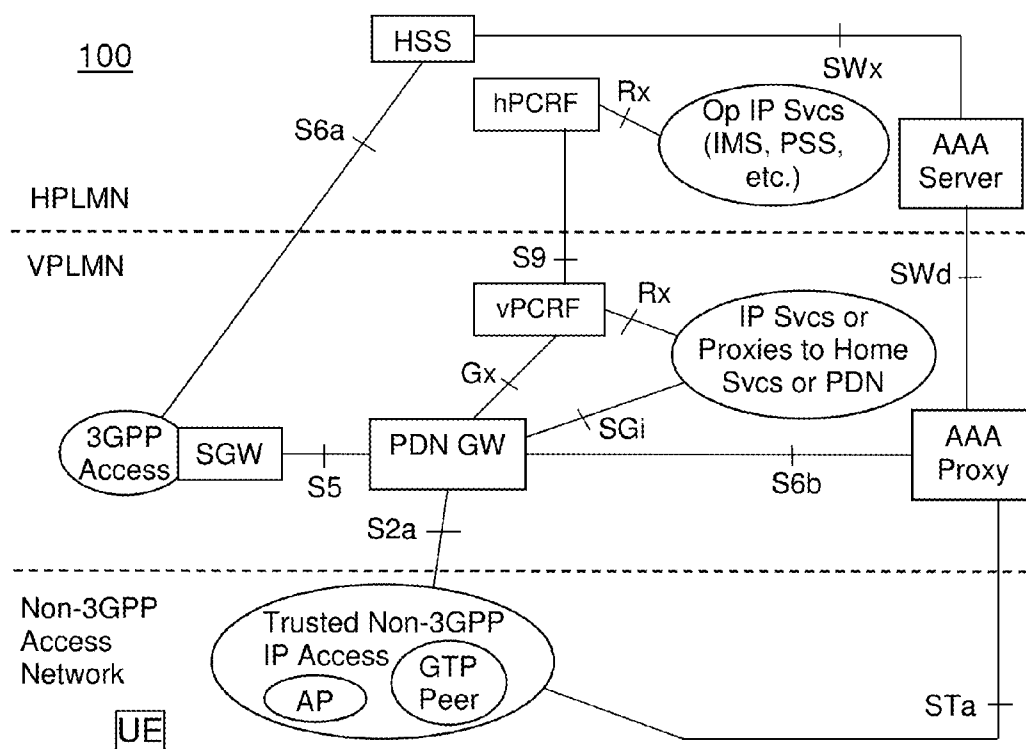 100
HSS
SWx
hPCRF
Rx
Op IP Svcs
(IMS, PSS,
etc.)
AAA
Server
S6a
HPLMN
VPLMN
S9
SWd
vPCRF
Rx
IP Svcs or
Proxies to Home
Svcs or PDN
Gx
SGi
3GPP
Access
SGW
S5
PDN GW
S6b
AAA
Proxy
S2a
Non-3GPP
Access
Network
Trusted Non-3GPP
IP Access
AP
GTP
Peer
STa
UE